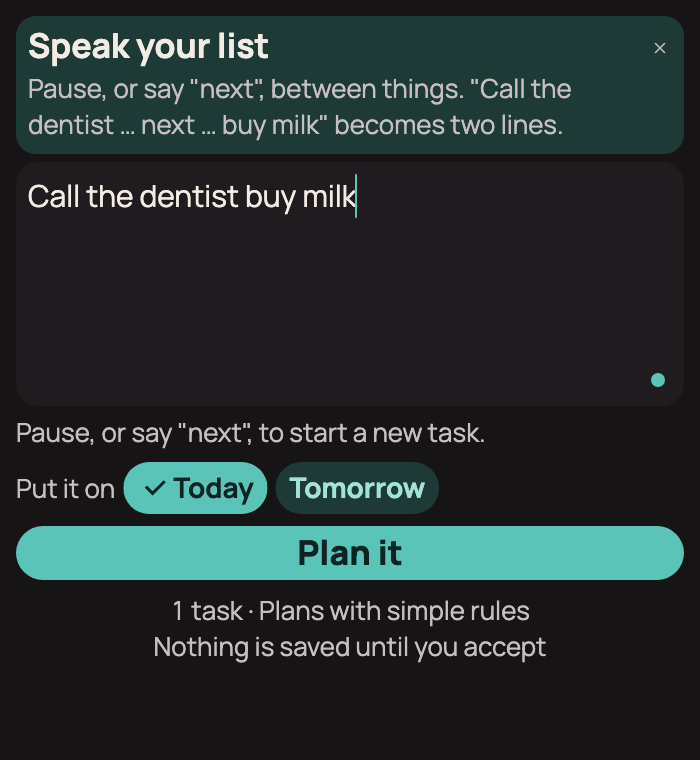 Speak your list
Pause, or say "next", between things. "Call the
dentist ... next ... buy milk" becomes two lines.
Call the dentist buy milk
Pause, or say "next", to start a new task.
Put it on ✓ Today Tomorrow
Plan it
1 task · Plans with simple rules
Nothing is saved until you accept